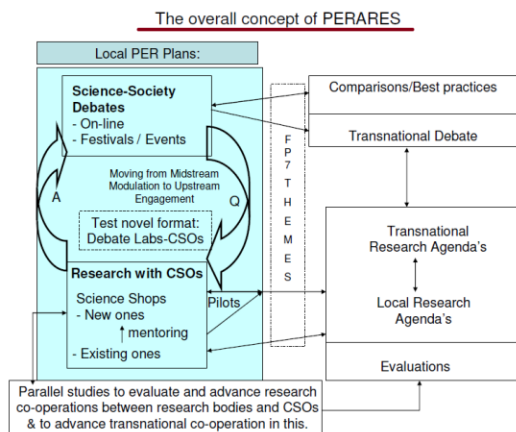 The overall concept of PERARES
Local PER Plans:
Science-Society
Debates
- On-line
- Festivals / Events
Moving from Midstream
Modulation to Upstream
Engagement
A
Q
Test novel format:
Debate Labs-CSOs
Research with CSOs
Science Shops
- New ones
mentoring
- Existing ones
Pilots
F
P
7
T
H
E
M
E
S
Comparisons/Best practices
Transnational Debate
Transnational
Research Agenda's
Local Research
Agenda's
Evaluations
Parallel studies to evaluate and advance research
co-operations between research bodies and CSOs
& to advance transnational co-operation in this.